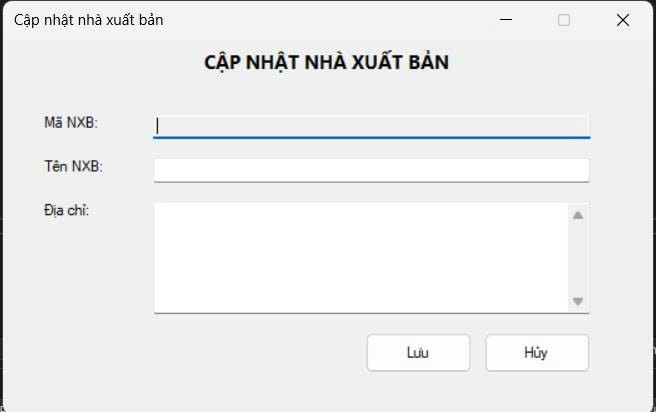 Cập nhật nhà xuất bản
CẬP NHẬT NHÀ XUẤT BẢN
Mã NXB:
Tên NXB:
Địa chỉ:
Lưu Hủy